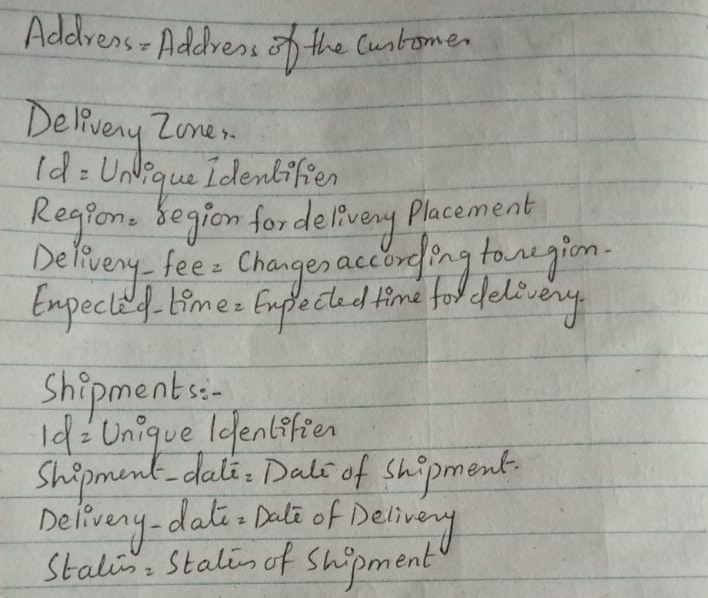 Address = Address of the Customer
Delivery Zone:-
Id = Unique Identifier
Region = region for delivery Placement
Delivery_fee = Changes according to region.
Expected_time = Expected time for delivery.
Shipments:-
Id = Unique Identifier
Shipment_date = Date of Shipment.
Delivery_date = Date of Delivery
Status = Status of Shipment